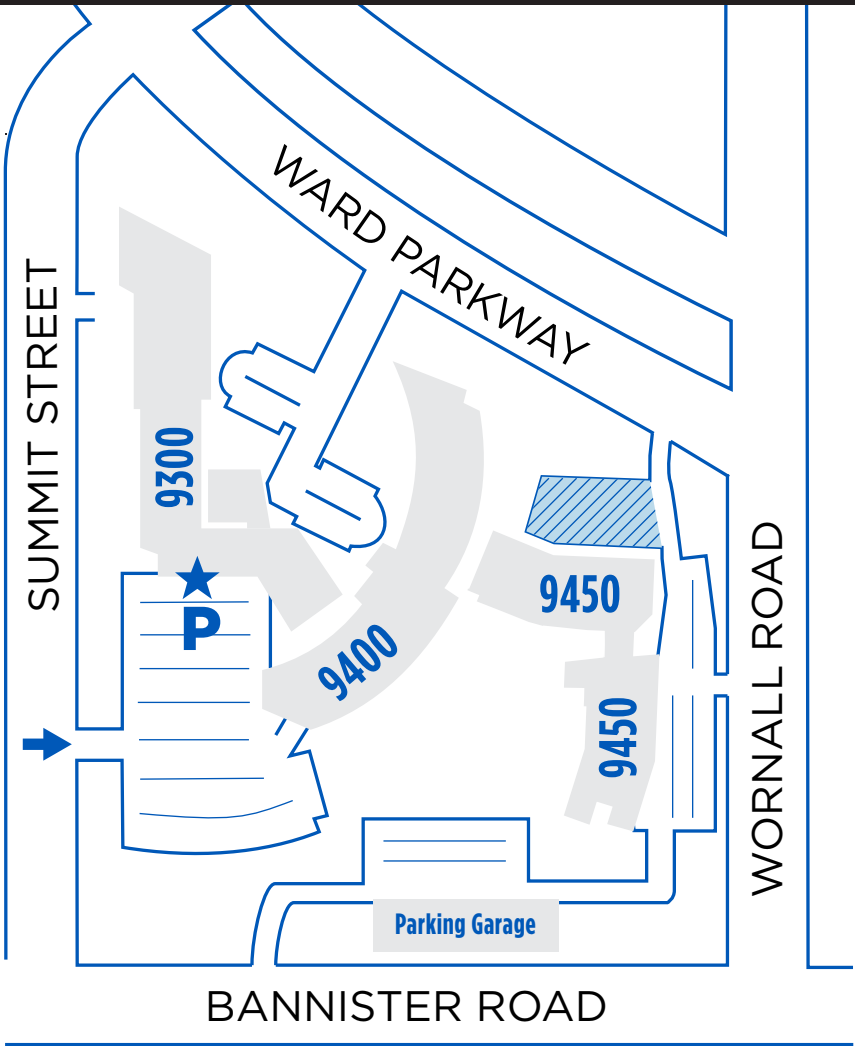 WARD PARKWAY
SUMMIT STREET
9300
9450
P
9400
9450
WORNALL ROAD
Parking Garage
BANNISTER ROAD